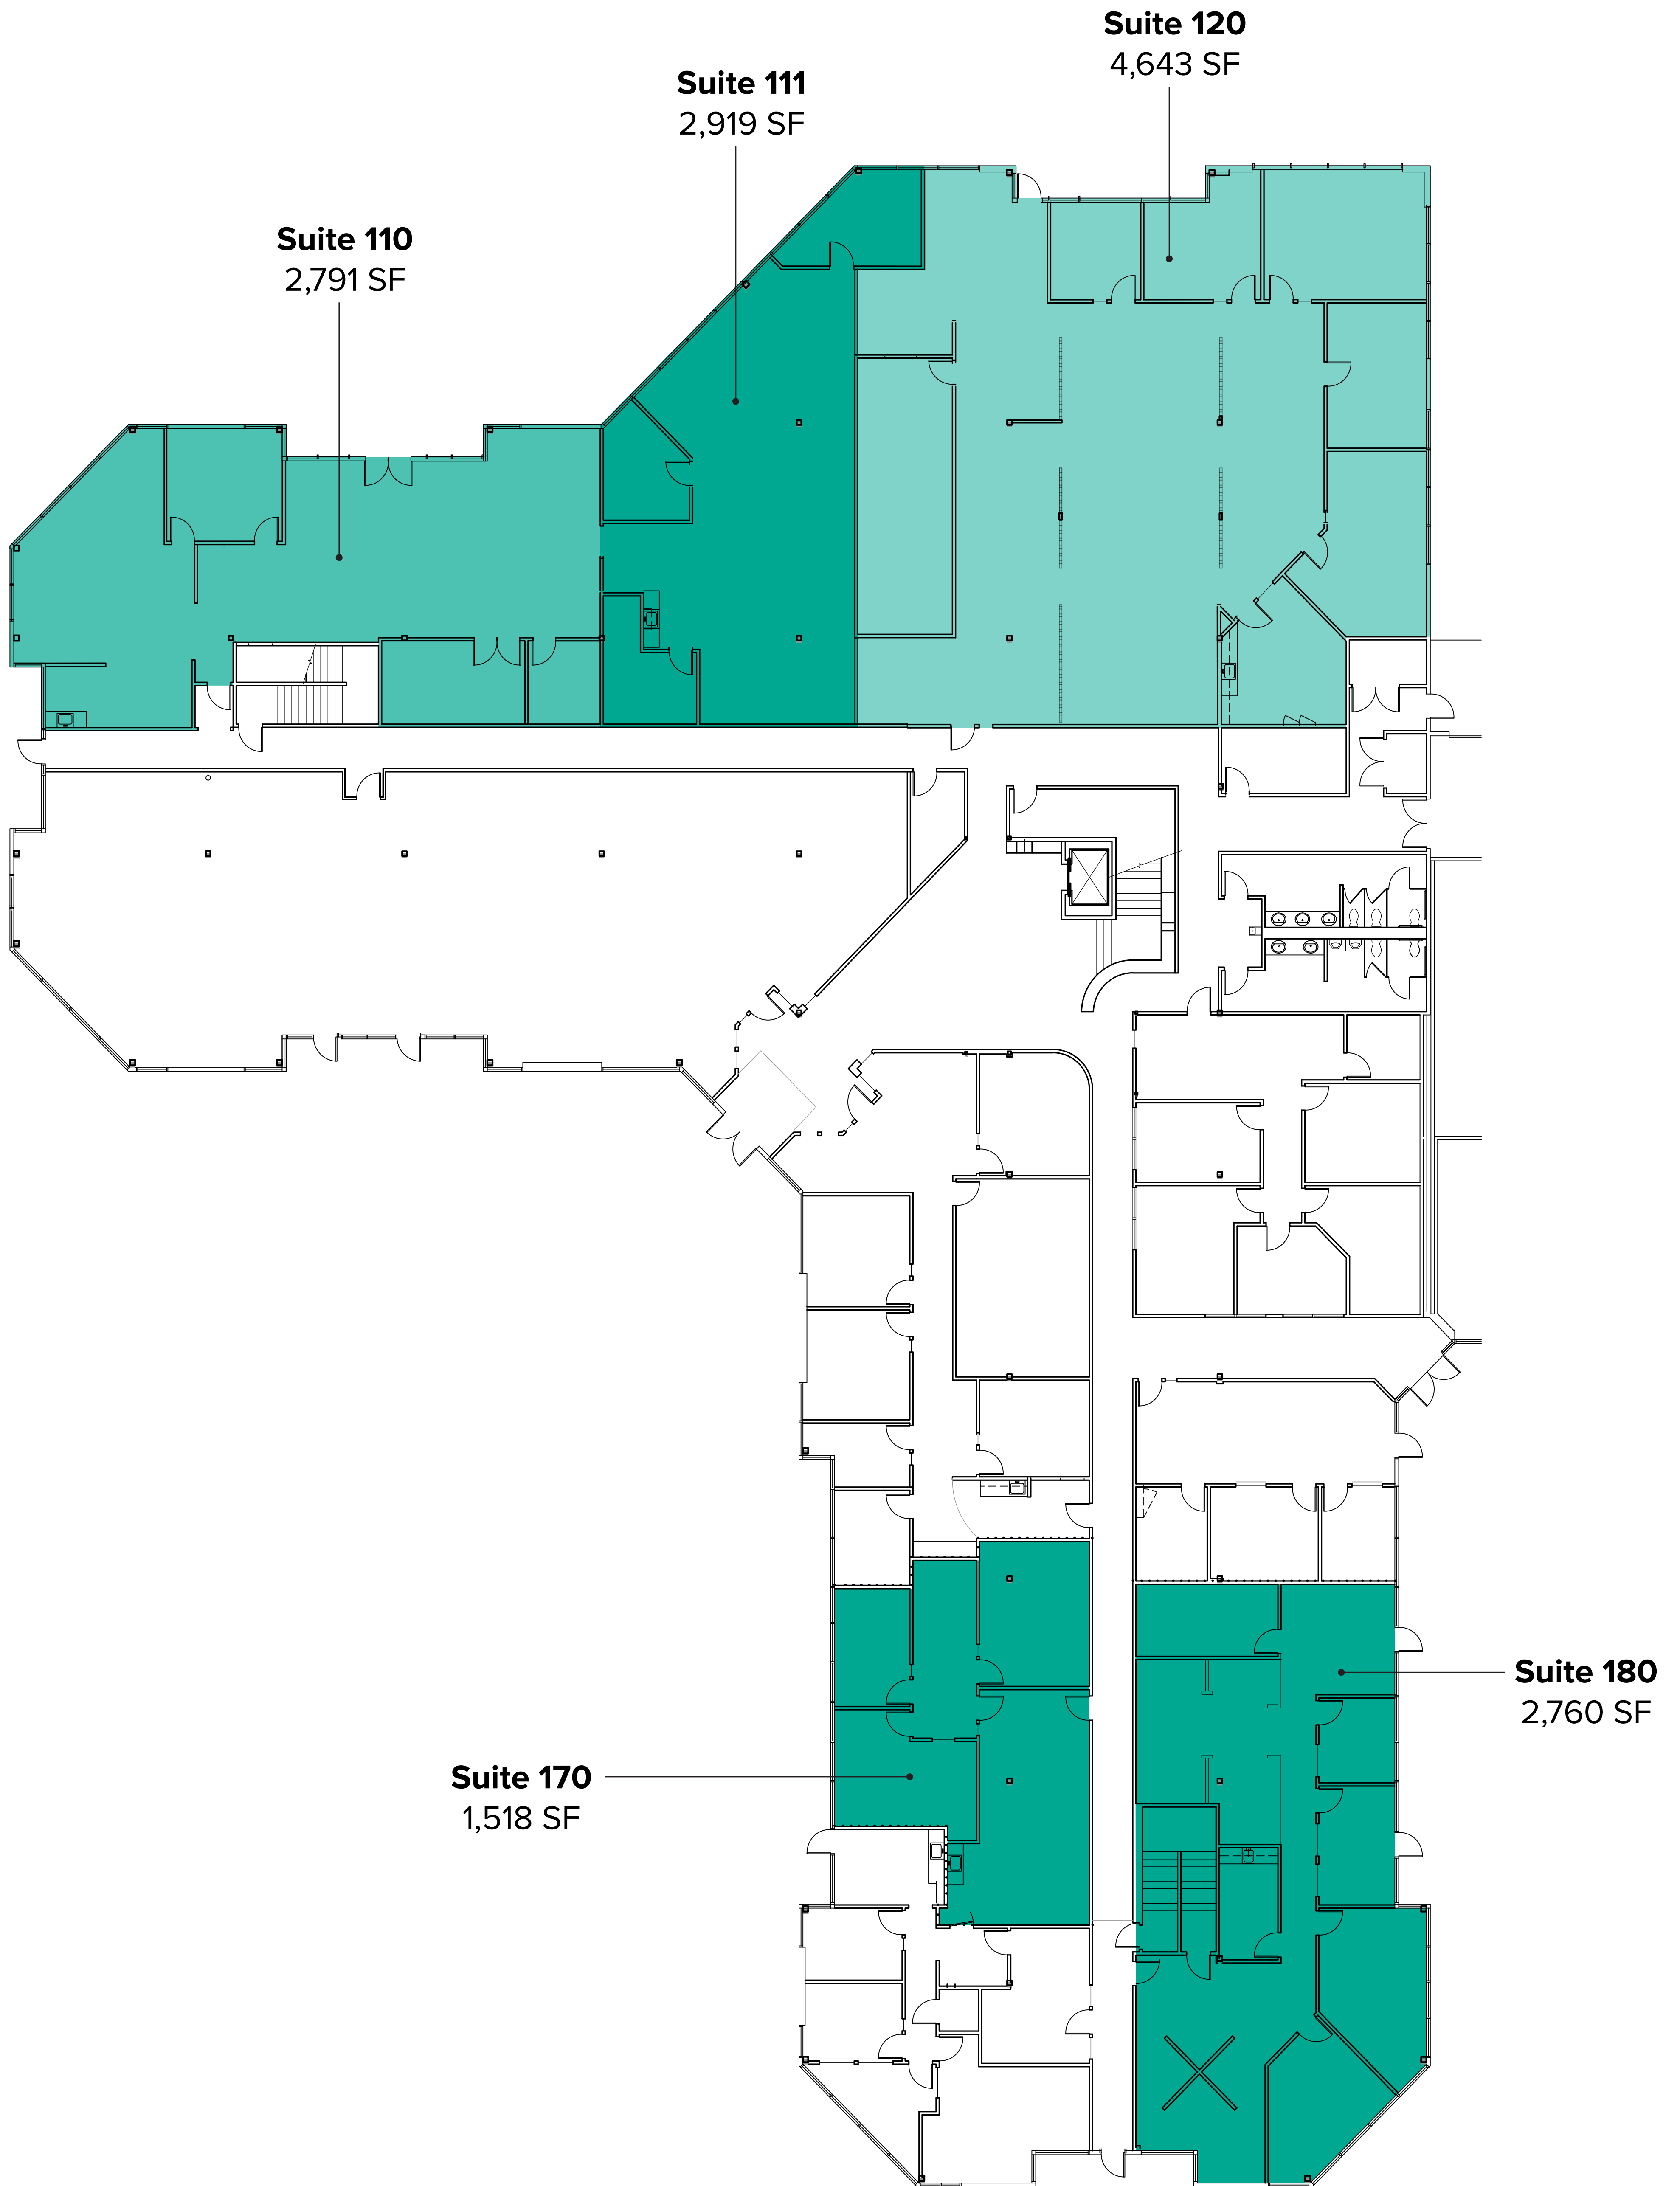 Suite 120
4,643 SF
Suite 111
2,919 SF
Suite 110
2,791 SF
Suite 180
2,760 SF
Suite 170
1,518 SF